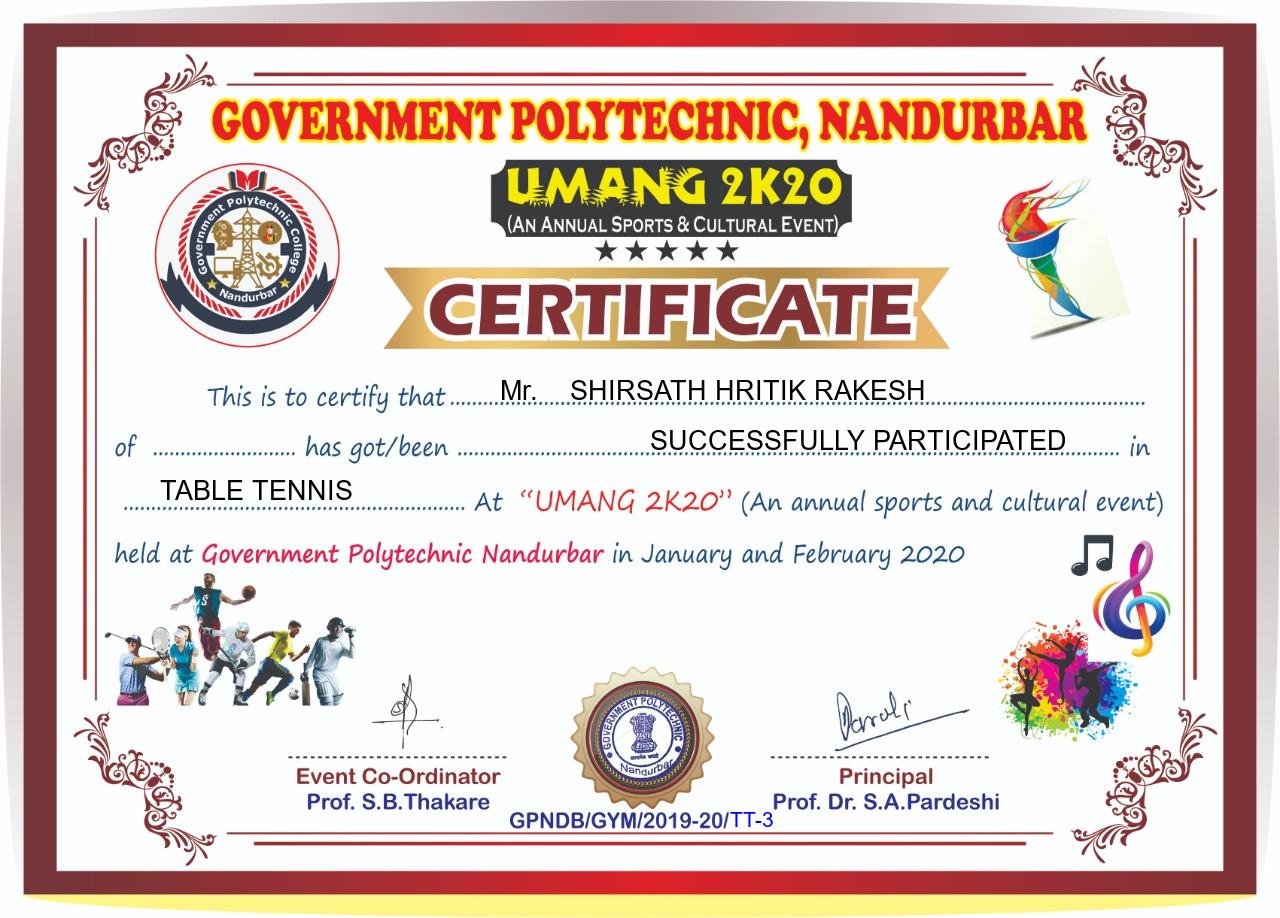 GOVERNMENT POLYTECHNIC, NANDURBAR
UMANG 2K20
(AN ANNUAL SPORTS & CULTURAL EVENT)
Government Polytechnic College
Nandurbar
CERTIFICATE
This is to certify that ........ Mr. SHIRSATH HRITIK RAKESH ........
of ........ has got/been ........ SUCCESSFULLY PARTICIPATED ........ in
TABLE TENNIS ........ At "UMANG 2K20" (An annual sports and cultural event)
held at Government Polytechnic Nandurbar in January and February 2020
S
GOVERNMENT POLYTECHNIC
सत्यमेव जयते
Nandurbar
Event Co-Ordinator
Prof. S.B.Thakare
Principal
Prof. Dr. S.A.Pardeshi
GPNDB/GYM/2019-20/TT-3